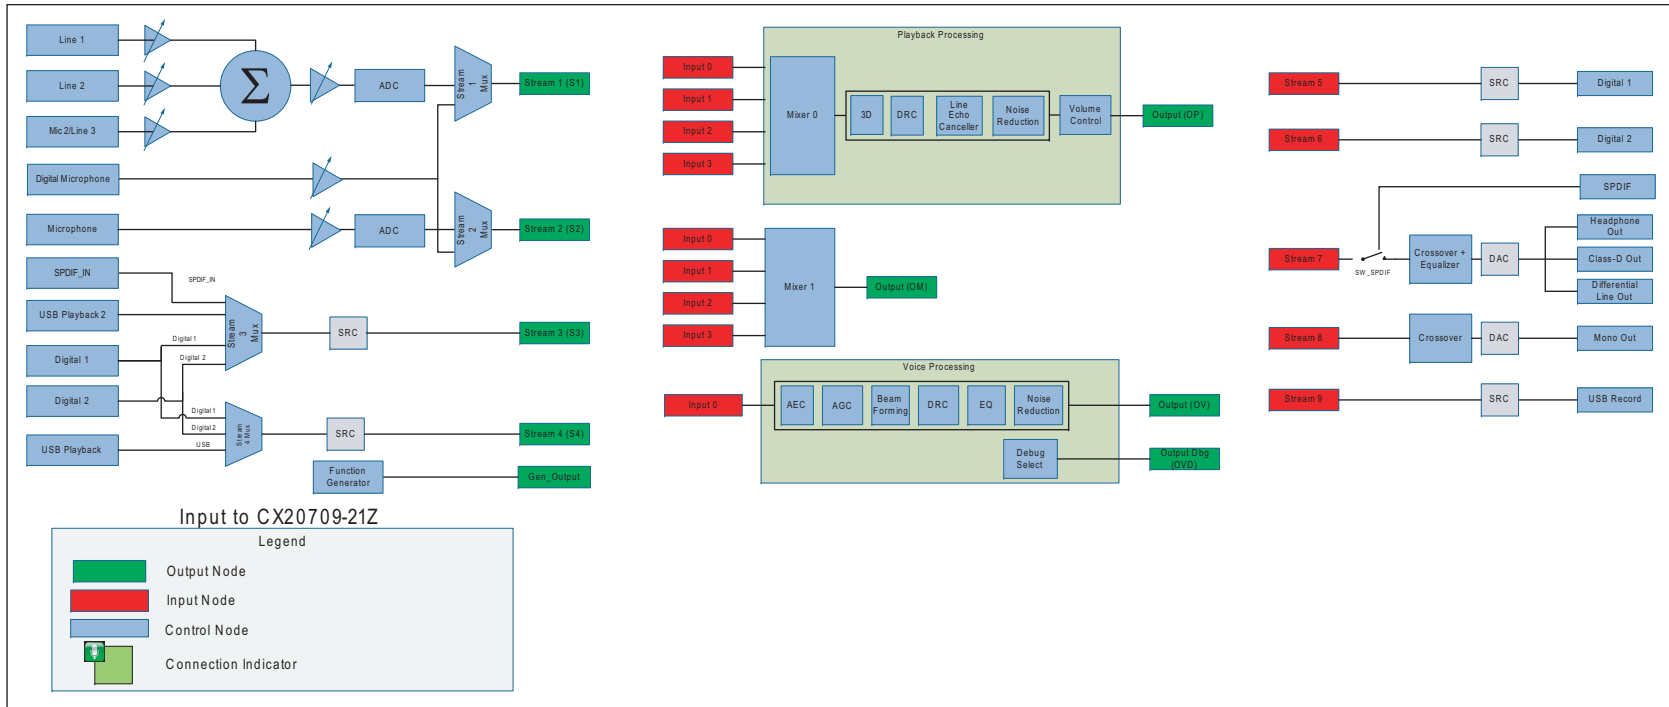 Line 1
Line 2
Mic2/Line 3
Σ
ADC
Stream 1 Mux
Stream 1 (S1)
Digital Microphone
Microphone
ADC
Stream 2 Mux
Stream 2 (S2)
SPDIF_IN
SPDIF_IN
USB Playback 2
Digital 1
Digital 1
Digital 2
Stream 3 Mux
SRC
Stream 3 (S3)
Digital 2
Digital1
Digital2
USB
USB Playback
Stream 4 Mux
SRC
Stream 4 (S4)
Function Generator
Gen_Output
Input to CX20709-21Z
Legend
Output Node
Input Node
Control Node
Connection Indicator
Playback Processing
Input 0
Input 1
Input 2
Input 3
Mixer 0
3D
DRC
Line Echo Canceller
Noise Reduction
Volume Control
Output (OP)
Input 0
Input 1
Input 2
Input 3
Mixer 1
Output (OM)
Voice Processing
Input 0
AEC
AGC
Beam Forming
DRC
EQ
Noise Reduction
Output (OV)
Debug Select
Output Dbg (OVD)
Stream 5
SRC
Digital 1
Stream 6
SRC
Digital 2
SPDIF
Stream 7
SW_SPDIF
Crossover + Equalizer
DAC
Headphone Out
Class-D Out
Differential Line Out
Stream 8
Crossover
DAC
Mono Out
Stream 9
SRC
USB Record